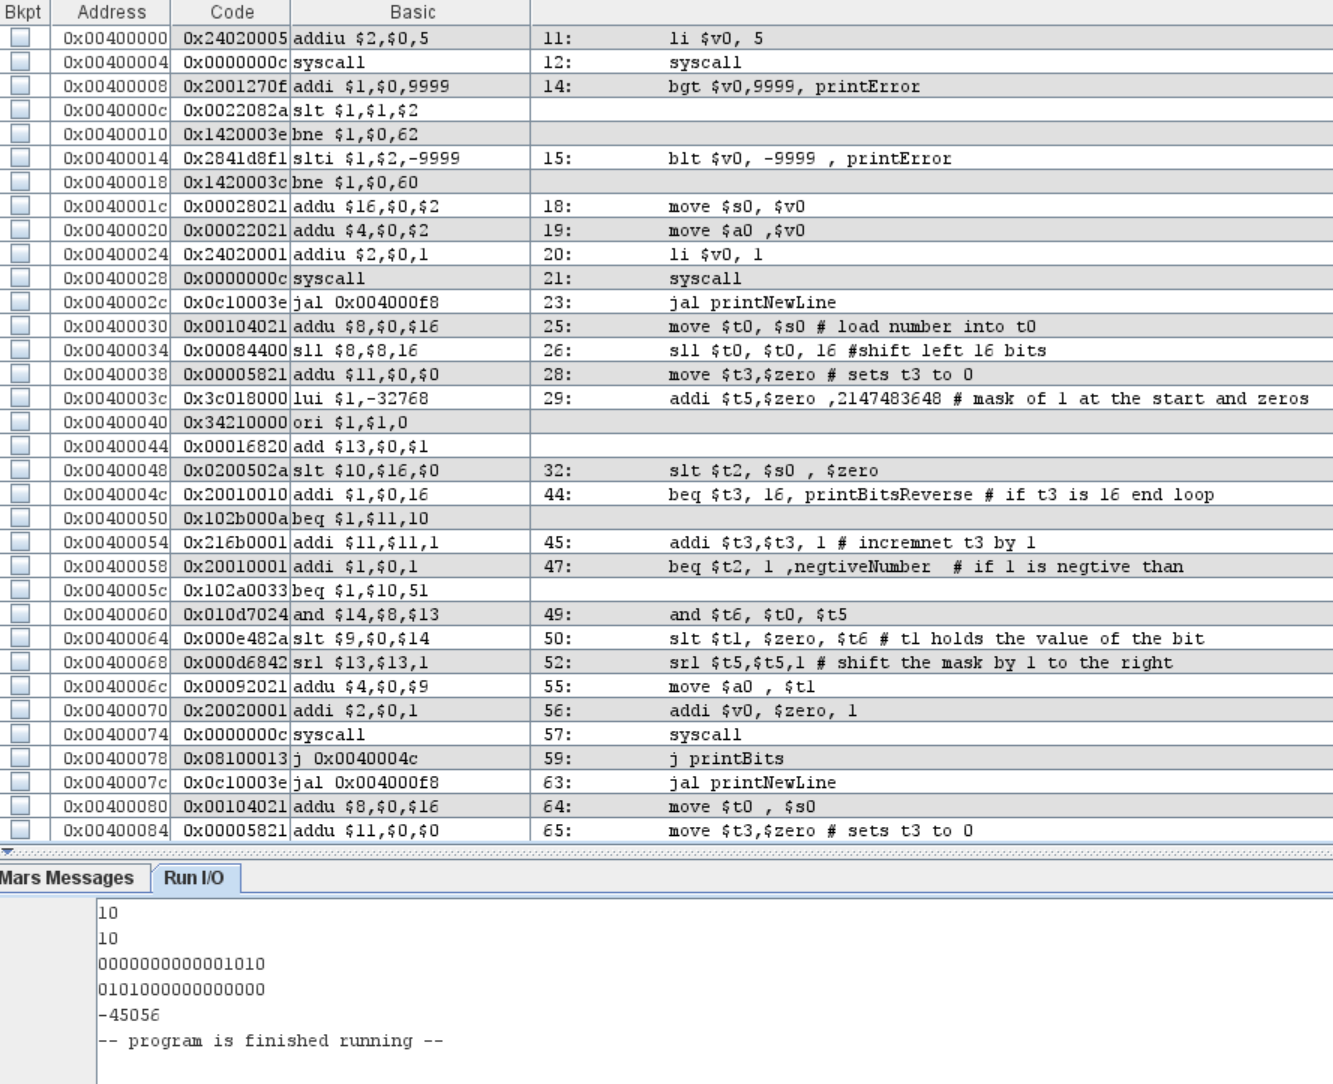 Bkpt Address Code Basic
0x00400000 0x24020005 addiu $2,$0,5 11: li $v0, 5
0x00400004 0x0000000c syscall 12: syscall
0x00400008 0x2001270f addi $1,$0,9999 14: bgt $v0,9999, printError
0x0040000c 0x0022082a slt $1,$1,$2
0x00400010 0x1420003e bne $1,$0,62
0x00400014 0x2841d8f1 slti $1,$2,-9999 15: blt $v0, -9999 , printError
0x00400018 0x1420003c bne $1,$0,60
0x0040001c 0x00028021 addu $16,$0,$2 18: move $s0, $v0
0x00400020 0x00022021 addu $4,$0,$2 19: move $a0 ,$v0
0x00400024 0x24020001 addiu $2,$0,1 20: li $v0, 1
0x00400028 0x0000000c syscall 21: syscall
0x0040002c 0x0c10003e jal 0x004000f8 23: jal printNewLine
0x00400030 0x00104021 addu $8,$0,$16 25: move $t0, $s0 # load number into t0
0x00400034 0x00084400 sll $8,$8,16 26: sll $t0, $t0, 16 #shift left 16 bits
0x00400038 0x00005821 addu $11,$0,$0 28: move $t3,$zero # sets t3 to 0
0x0040003c 0x3c018000 lui $1,-32768 29: addi $t5,$zero ,2147483648 # mask of 1 at the start and zeros
0x00400040 0x34210000 ori $1,$1,0
0x00400044 0x00016820 add $13,$0,$1
0x00400048 0x0200502a slt $10,$16,$0 32: slt $t2, $s0 , $zero
0x0040004c 0x20010010 addi $1,$0,16 44: beq $t3, 16, printBitsReverse # if t3 is 16 end loop
0x00400050 0x102b000a beq $1,$11,10
0x00400054 0x216b0001 addi $11,$11,1 45: addi $t3,$t3, 1 # incremnet t3 by 1
0x00400058 0x20010001 addi $1,$0,1 47: beq $t2, 1 ,negtiveNumber # if 1 is negtive than
0x0040005c 0x102a0033 beq $1,$10,51
0x00400060 0x010d7024 and $14,$8,$13 49: and $t6, $t0, $t5
0x00400064 0x000e482a slt $9,$0,$14 50: slt $t1, $zero, $t6 # t1 holds the value of the bit
0x00400068 0x000d6842 srl $13,$13,1 52: srl $t5,$t5,1 # shift the mask by 1 to the right
0x0040006c 0x00092021 addu $4,$0,$9 55: move $a0 , $t1
0x00400070 0x20020001 addi $2,$0,1 56: addi $v0, $zero, 1
0x00400074 0x0000000c syscall 57: syscall
0x00400078 0x08100013 j 0x0040004c 59: j printBits
0x0040007c 0x0c10003e jal 0x004000f8 63: jal printNewLine
0x00400080 0x00104021 addu $8,$0,$16 64: move $t0 , $s0
0x00400084 0x00005821 addu $11,$0,$0 65: move $t3,$zero # sets t3 to 0
Mars Messages Run I/O
10
10
0000000000001010
0101000000000000
-45056
-- program is finished running --